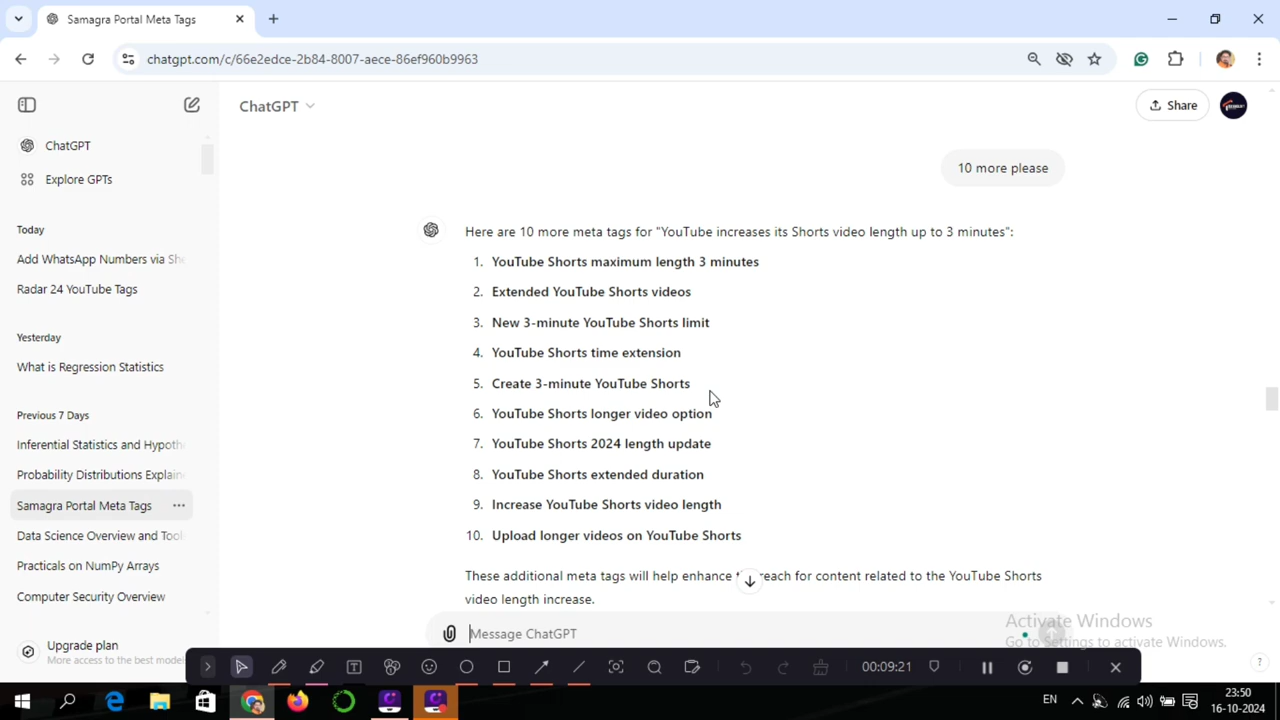 Samagra Portal Meta Tags
chatgpt.com/c/66e2edce-2b84-8007-aece-86ef960b9963
ChatGPT
Share
ChatGPT
Explore GPTs
Today
Add WhatsApp Numbers via She
Radar 24 YouTube Tags
Yesterday
What is Regression Statistics
Previous 7 Days
Inferential Statistics and Hypoth
Probability Distributions Explain
Samagra Portal Meta Tags
Data Science Overview and Tool
Practicals on NumPy Arrays
Computer Security Overview
Upgrade plan
More access to the best models
10 more please
Here are 10 more meta tags for "YouTube increases its Shorts video length up to 3 minutes":
1. YouTube Shorts maximum length 3 minutes
2. Extended YouTube Shorts videos
3. New 3-minute YouTube Shorts limit
4. YouTube Shorts time extension
5. Create 3-minute YouTube Shorts
6. YouTube Shorts longer video option
7. YouTube Shorts 2024 length update
8. YouTube Shorts extended duration
9. Increase YouTube Shorts video length
10. Upload longer videos on YouTube Shorts
These additional meta tags will help enhance reach for content related to the YouTube Shorts
video length increase.
Message ChatGPT
Activate Windows
Go to Settings to activate Windows.
?
00:09:21
EN
23:50
16-10-2024